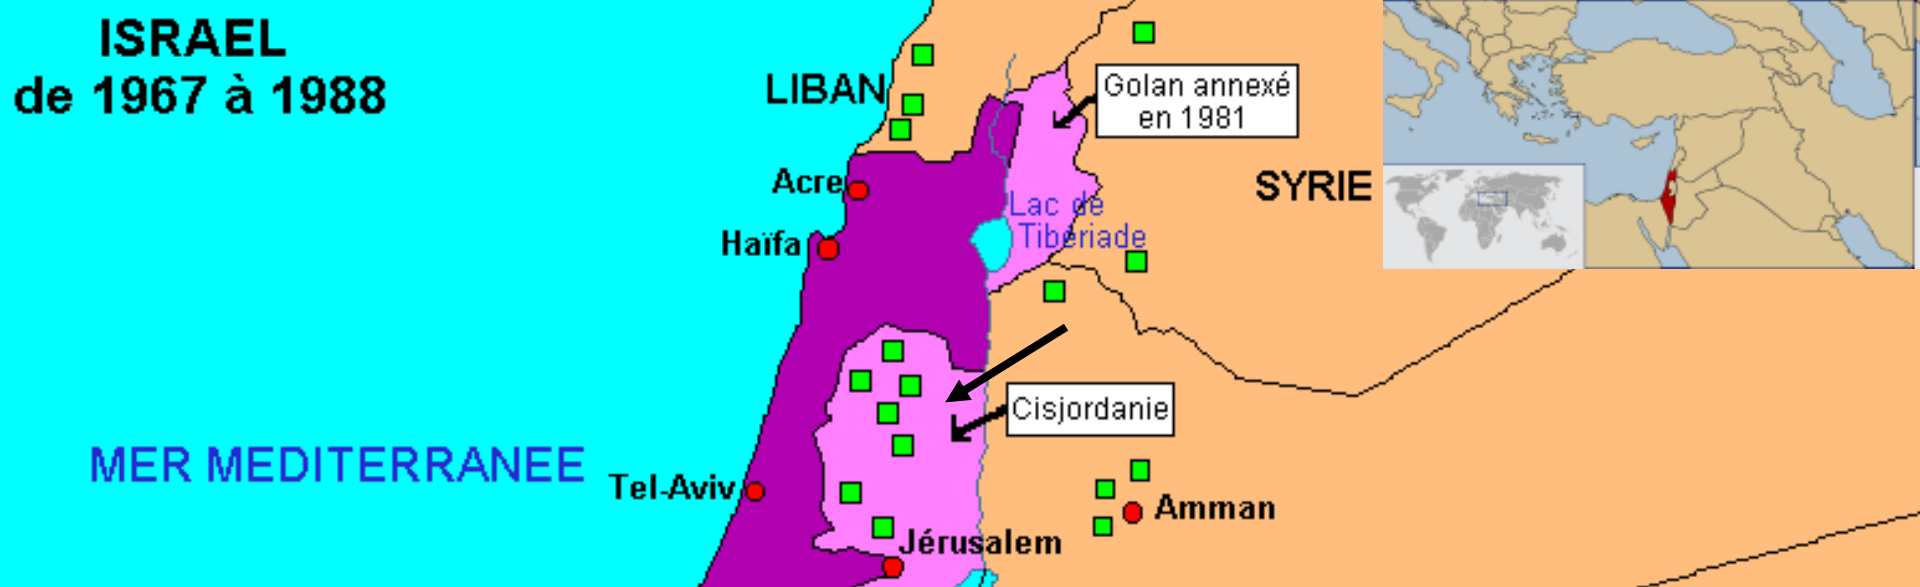 ISRAEL
de 1967 à 1988
LIBAN
Golan annexé
en 1981
Acre
SYRIE
Lac de
Tibériade
Haïfa
Cisjordanie
MER MEDITERRANEE
Tel-Aviv
Amman
Jérusalem